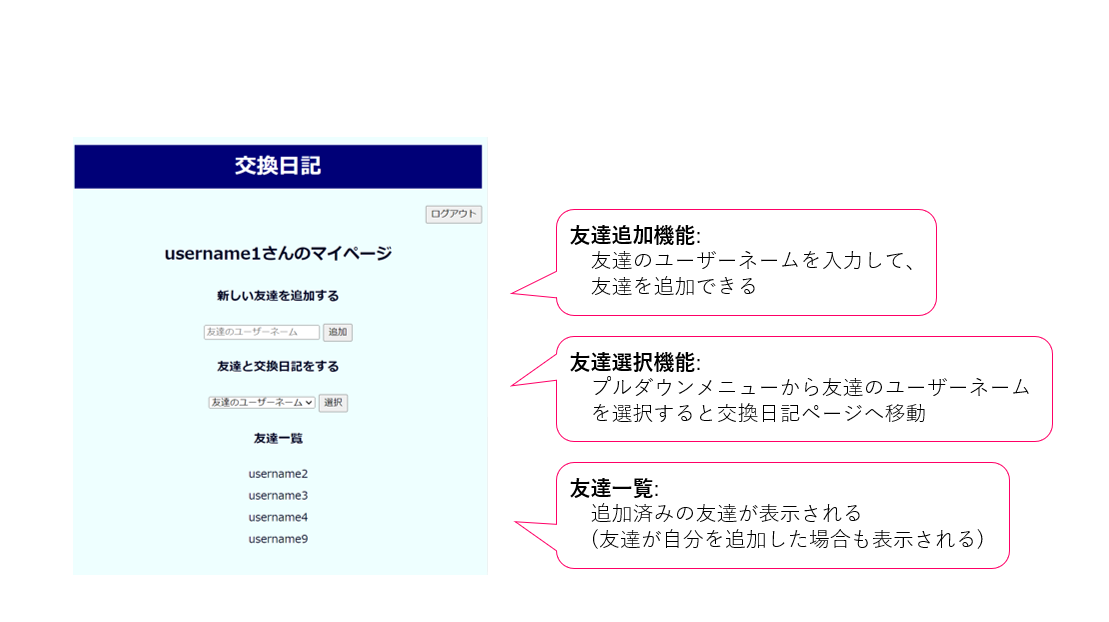 交換日記
ログアウト
username1さんのマイページ
新しい友達を追加する
友達のユーザーネーム 追加
友達と交換日記をする
友達のユーザーネーム 選択
友達一覧
username2
username3
username4
username9
友達追加機能:
友達のユーザーネームを入力して、
友達を追加できる
友達選択機能:
プルダウンメニューから友達のユーザーネーム
を選択すると交換日記ページへ移動
友達一覧:
追加済みの友達が表示される
（友達が自分を追加した場合も表示される）